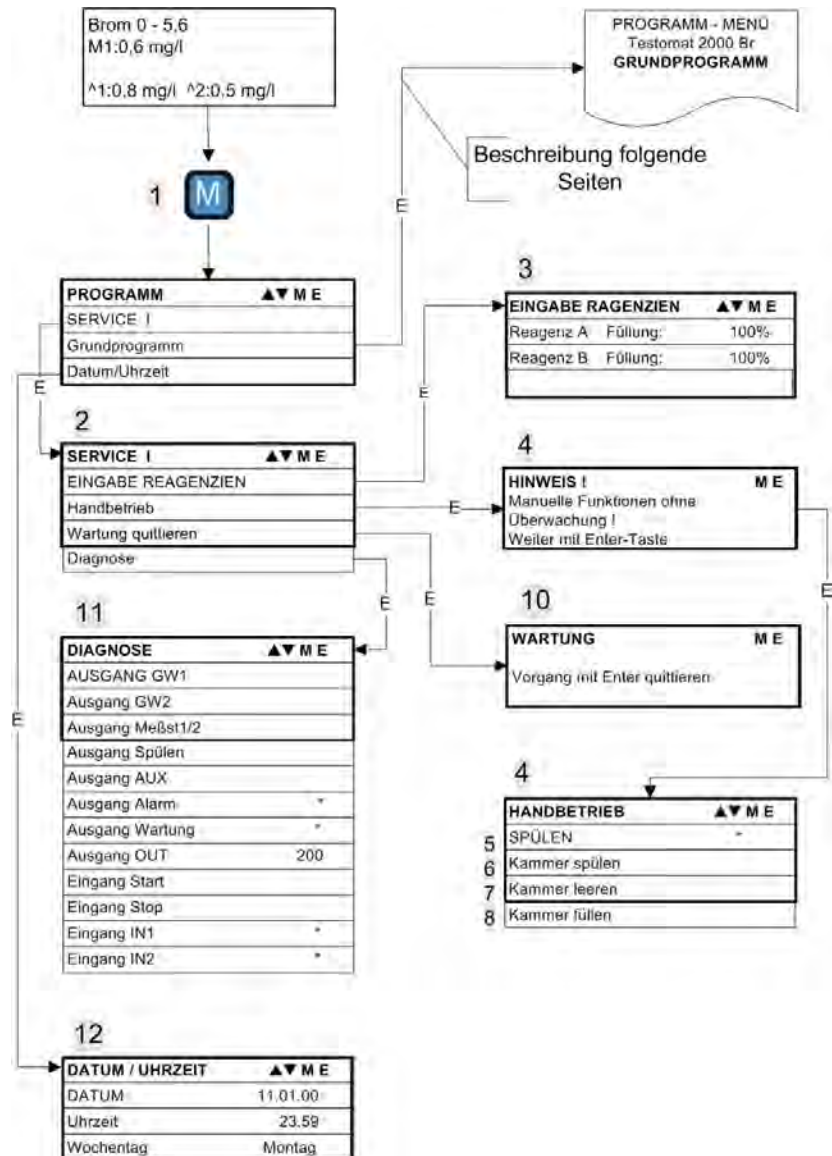 Brom 0 - 5,6
M1:0,6 mg/l
^1:0,8 mg/l ^2:0,5 mg/l
PROGRAMM - MENÜ
Testomat 2000 Br
GRUNDPROGRAMM
Beschreibung folgende
Seiten
E
1 M
PROGRAMM ▲▼ M E
SERVICE I
Grundprogramm
Datum/Uhrzeit
E
3
EINGABE RAGENZIEN ▲▼ M E
Reagenz A Füllung: 100%
Reagenz B Füllung: 100%
E
2
SERVICE I ▲▼ M E
EINGABE REAGENZIEN
Handbetrieb
Wartung quittieren
Diagnose
E
4
HINWEIS ! M E
Manuelle Funktionen ohne
Überwachung !
Weiter mit Enter-Taste
E
E
E
10
WARTUNG M E
Vorgang mit Enter quittieren
11
DIAGNOSE ▲▼ M E
AUSGANG GW1
Ausgang GW2
Ausgang Meßst1/2
Ausgang Spülen
Ausgang AUX
Ausgang Alarm *
Ausgang Wartung *
Ausgang OUT 200
Eingang Start
Eingang Stop
Eingang IN1 *
Eingang IN2 *
E
4
HANDBETRIEB ▲▼ M E
5 SPÜLEN *
6 Kammer spülen
7 Kammer leeren
8 Kammer füllen
12
DATUM / UHRZEIT ▲▼ M E
DATUM 11.01.00
Uhrzeit 23.59
Wochentag Montag